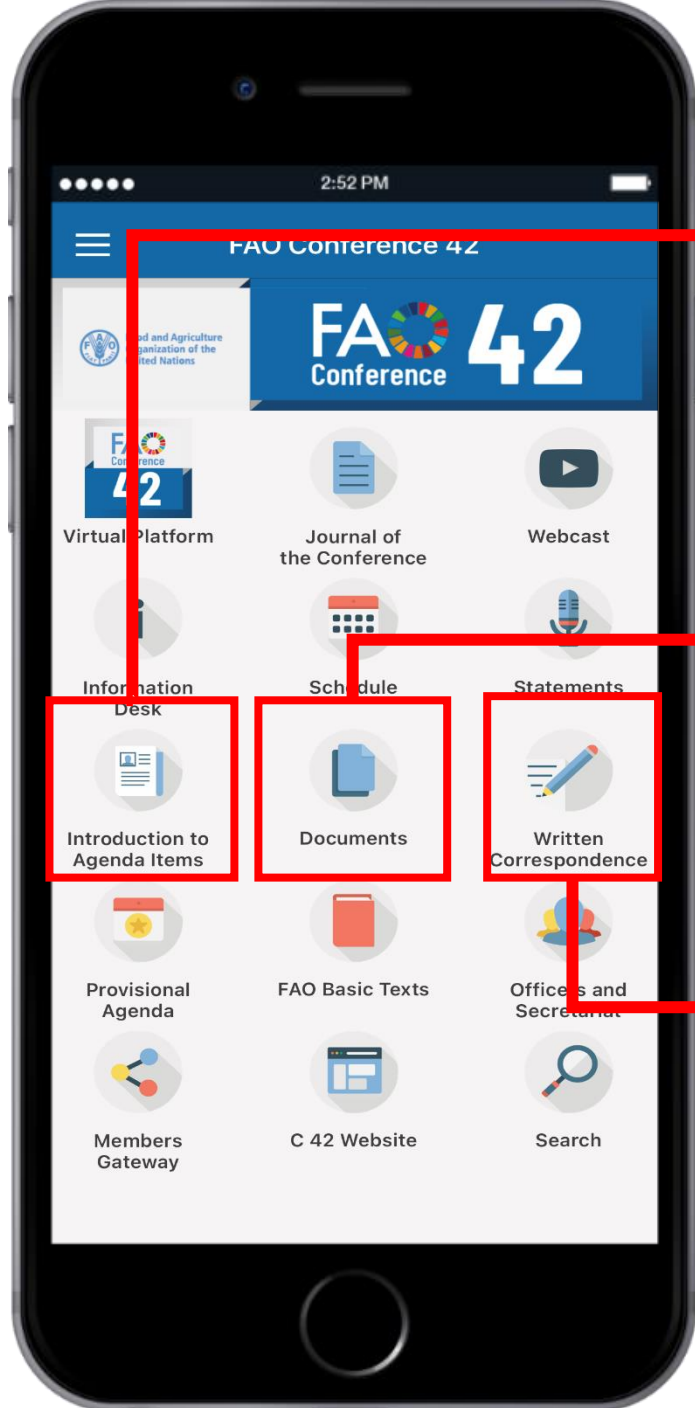 2:52 PM
FAO Conference 42
Food and Agriculture
Organization of the
United Nations
FAO 42
Conference
FAO
Conference
42
Virtual Platform
Journal of
the Conference
Webcast
Information
Desk
Schedule
Statements
Introduction to
Agenda Items
Documents
Written
Correspondence
Provisional
Agenda
FAO Basic Texts
Officers and
Secretariat
Members
Gateway
C 42 Website
Search